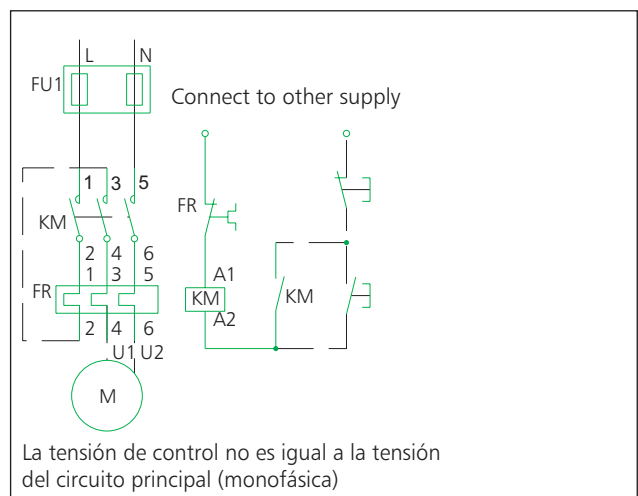 L N
FU1
Connect to other supply
1 3 5
KM
FR
2 4 6
1 3 5
FR
A1
KM
KM
A2
2 4 6
U1 U2
M
La tensión de control no es igual a la tensión
del circuito principal (monofásica)